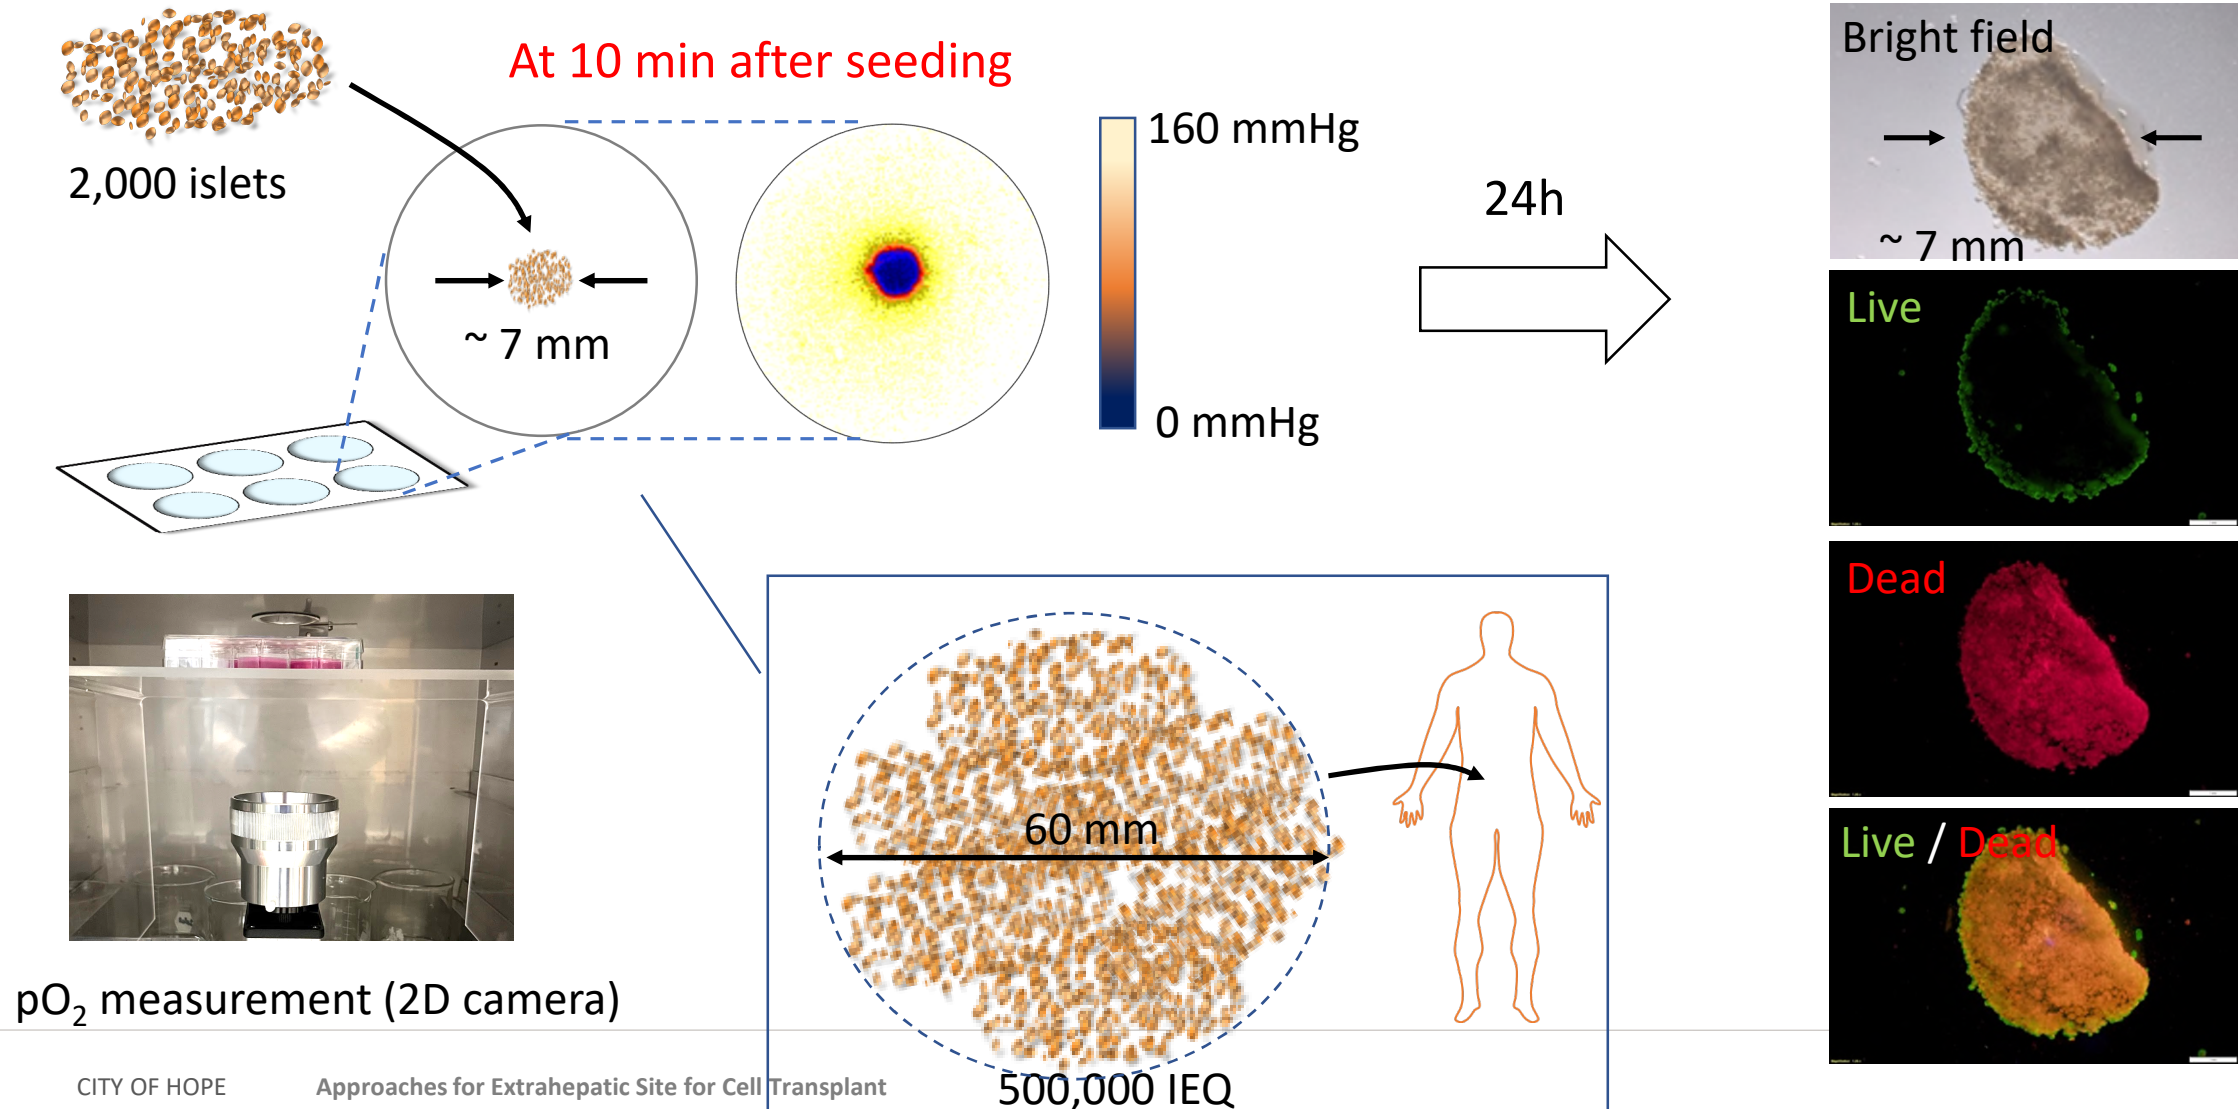 At 10 min after seeding
2,000 islets
~ 7 mm
160 mmHg
0 mmHg
24h
Bright field
~ 7 mm
Live
Dead
Live / Dead
pO₂ measurement (2D camera)
60 mm
500,000 IEQ
CITY OF HOPE
Approaches for Extrahepatic Site for Cell Transplant